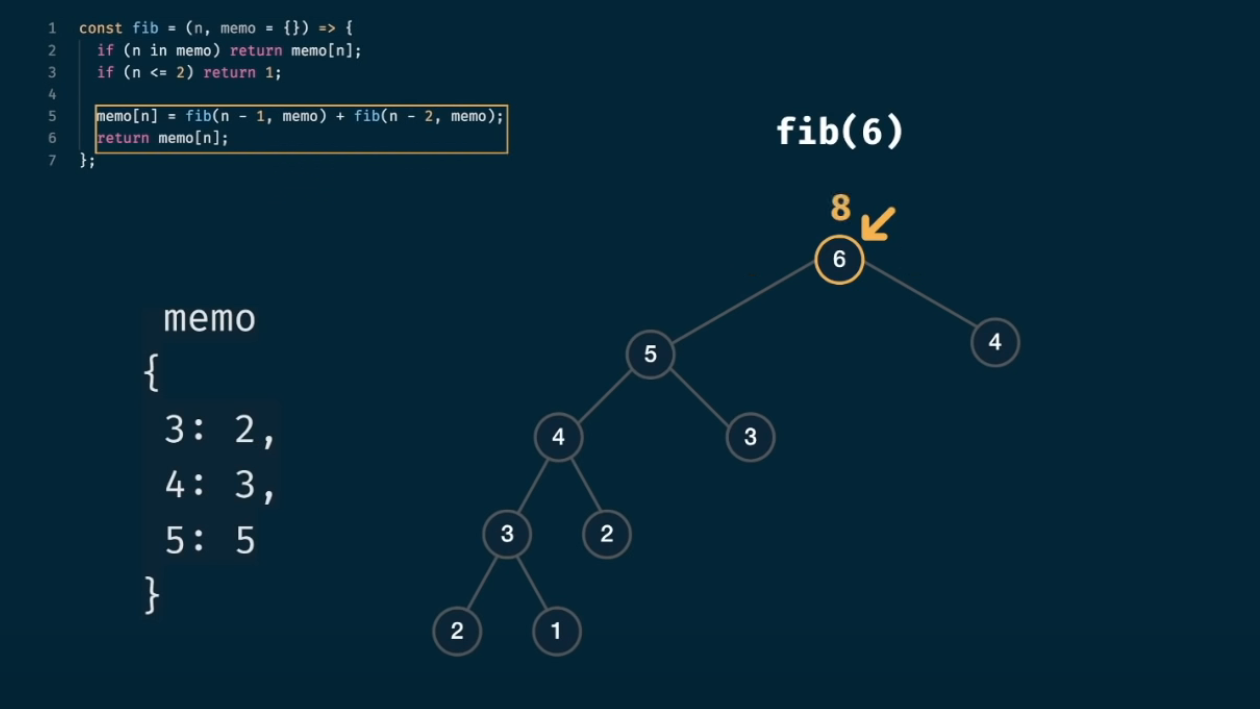 1 const fib = (n, memo = {}) => {
2 if (n in memo) return memo[n];
3 if (n <= 2) return 1;
4
5 memo[n] = fib(n - 1, memo) + fib(n - 2, memo);
6 return memo[n];
7 };
fib(6)
8
6
5
4
4
3
3
2
2
1
memo
{
3: 2,
4: 3,
5: 5
}